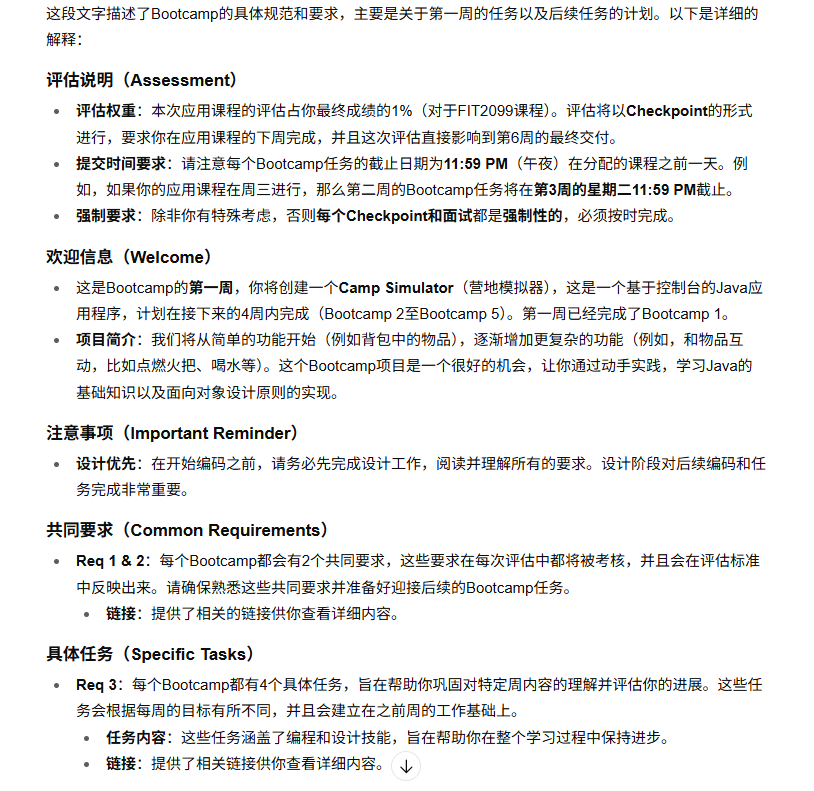 这段文字描述了Bootcamp的具体规范和要求，主要是关于第一周的任务以及后续任务的计划。以下是详细的
解释：
评估说明（Assessment）
评估权重：本次应用课程的评估占你最终成绩的1%（对于FIT2099课程）。评估将以Checkpoint的形式
进行，要求你在应用课程的下周完成，并且这次评估直接影响到第6周的最终交付。
提交时间要求：请注意每个Bootcamp任务的截止日期为11:59 PM（午夜）在分配的课程之前一天。例
如，如果你的应用课程在周三进行，那么第二周的Bootcamp任务将在第3周的星期二11:59 PM截止。
强制要求：除非你有特殊考虑，否则每个Checkpoint和面试都是强制性的，必须按时完成。
欢迎信息（Welcome）
这是Bootcamp的第一周，你将创建一个Camp Simulator（营地模拟器），这是一个基于控制台的Java应
用程序，计划在接下来的4周内完成（Bootcamp 2至Bootcamp 5）。第一周已经完成了Bootcamp 1。
项目简介：我们将从简单的功能开始（例如背包中的物品），逐渐增加更复杂的功能（例如，和物品互
动，比如点燃火把、喝水等）。这个Bootcamp项目是一个很好的机会，让你通过动手实践，学习Java的
基础知识以及面向对象设计原则的实现。
注意事项（Important Reminder）
设计优先：在开始编码之前，请务必先完成设计工作，阅读并理解所有的要求。设计阶段对后续编码和任
务完成非常重要。
共同要求（Common Requirements）
Req 1 & 2：每个Bootcamp都会有2个共同要求，这些要求在每次评估中都将被考核，并且会在评估标准
中反映出来。请确保熟悉这些共同要求并准备好迎接后续的Bootcamp任务。
链接：提供了相关的链接供你查看详细内容。
具体任务（Specific Tasks）
Req 3：每个Bootcamp都有4个具体任务，旨在帮助你巩固对特定周内容的理解并评估你的进展。这些任
务会根据每周的目标有所不同，并且会建立在之前周的工作基础上。
任务内容：这些任务涵盖了编程和设计技能，旨在帮助你在整个学习过程中保持进步。
链接：提供了相关链接供你查看详细内容。